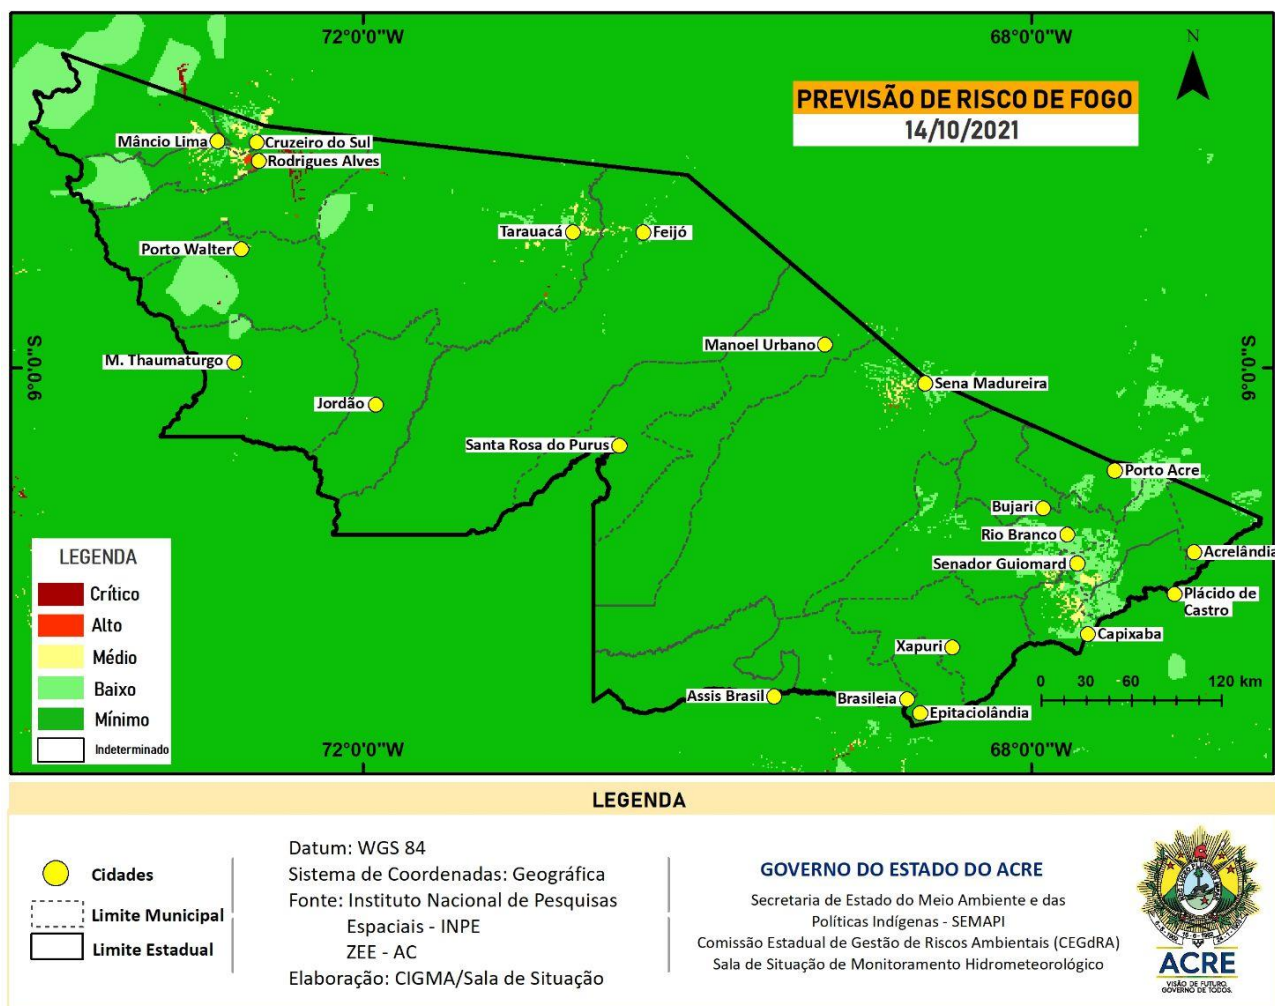 72°0'0"W
68°0'0"W
N
PREVISÃO DE RISCO DE FOGO
14/10/2021
Mâncio Lima
Cruzeiro do Sul
Rodrigues Alves
Tarauacá
Feijó
Porto Walter
Manoel Urbano
M. Thaumaturgo
9°0'0"S
9°0'0"S
Sena Madureira
Jordão
Santa Rosa do Purus
Porto Acre
Bujari
Rio Branco
Acrelândia
Senador Guiomard
Plácido de
Castro
Capixaba
Xapuri
Assis Brasil
Brasileia
Epitaciolândia
0 30 60 120 km
LEGENDA
Crítico
Alto
Médio
Baixo
Mínimo
Indeterminado
72°0'0"W
68°0'0"W
LEGENDA
Cidades
Limite Municipal
Limite Estadual
Datum: WGS 84
Sistema de Coordenadas: Geográfica
Fonte: Instituto Nacional de Pesquisas
Espaciais - INPE
ZEE - AC
Elaboração: CIGMA/Sala de Situação
GOVERNO DO ESTADO DO ACRE
Secretaria de Estado do Meio Ambiente e das
Políticas Indígenas - SEMAPI
Comissão Estadual de Gestão de Riscos Ambientais (CEGdRA)
Sala de Situação de Monitoramento Hidrometeorológico
ACRE
VISÃO DE FUTURO,
GOVERNO DE TODOS.